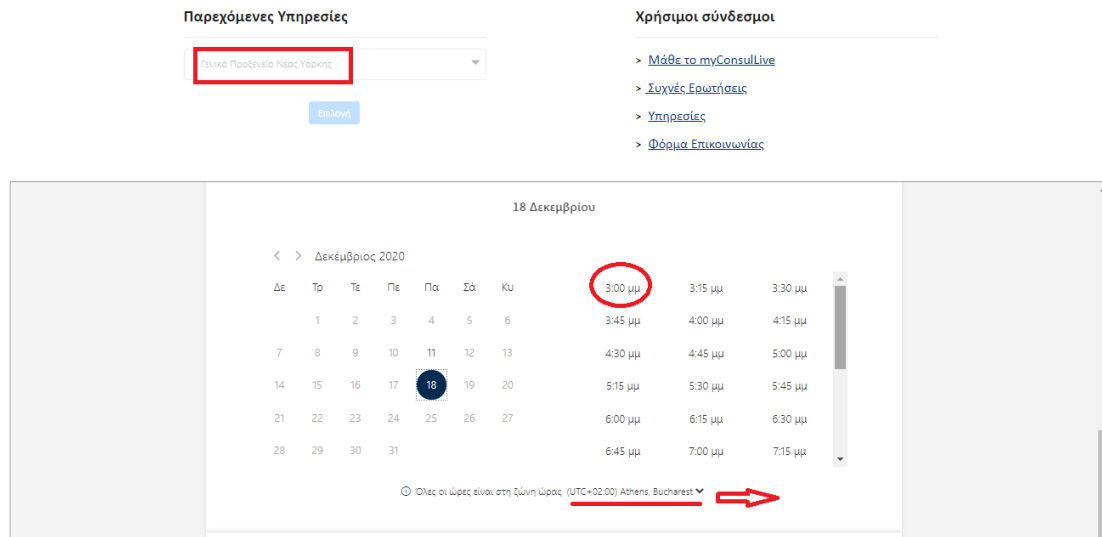 Παρεχόμενες Υπηρεσίες
Γενικό Προξενείο Νέας Υόρκης
Επιλογή
Χρήσιμοι σύνδεσμοι
> Μάθε το myConsulLive
> Συχνές Ερωτήσεις
> Υπηρεσίες
> Φόρμα Επικοινωνίας
18 Δεκεμβρίου
< > Δεκέμβριος 2020
Δε Τρ Τε Πε Πα Σά Κυ
1 2 3 4 5 6
7 8 9 10 11 12 13
14 15 16 17 18 19 20
21 22 23 24 25 26 27
28 29 30 31
3:00 μμ 3:15 μμ 3:30 μμ
3:45 μμ 4:00 μμ 4:15 μμ
4:30 μμ 4:45 μμ 5:00 μμ
5:15 μμ 5:30 μμ 5:45 μμ
6:00 μμ 6:15 μμ 6:30 μμ
6:45 μμ 7:00 μμ 7:15 μμ
Όλες οι ώρες είναι στη ζώνη ώρας (UTC+02:00) Athens, Bucharest